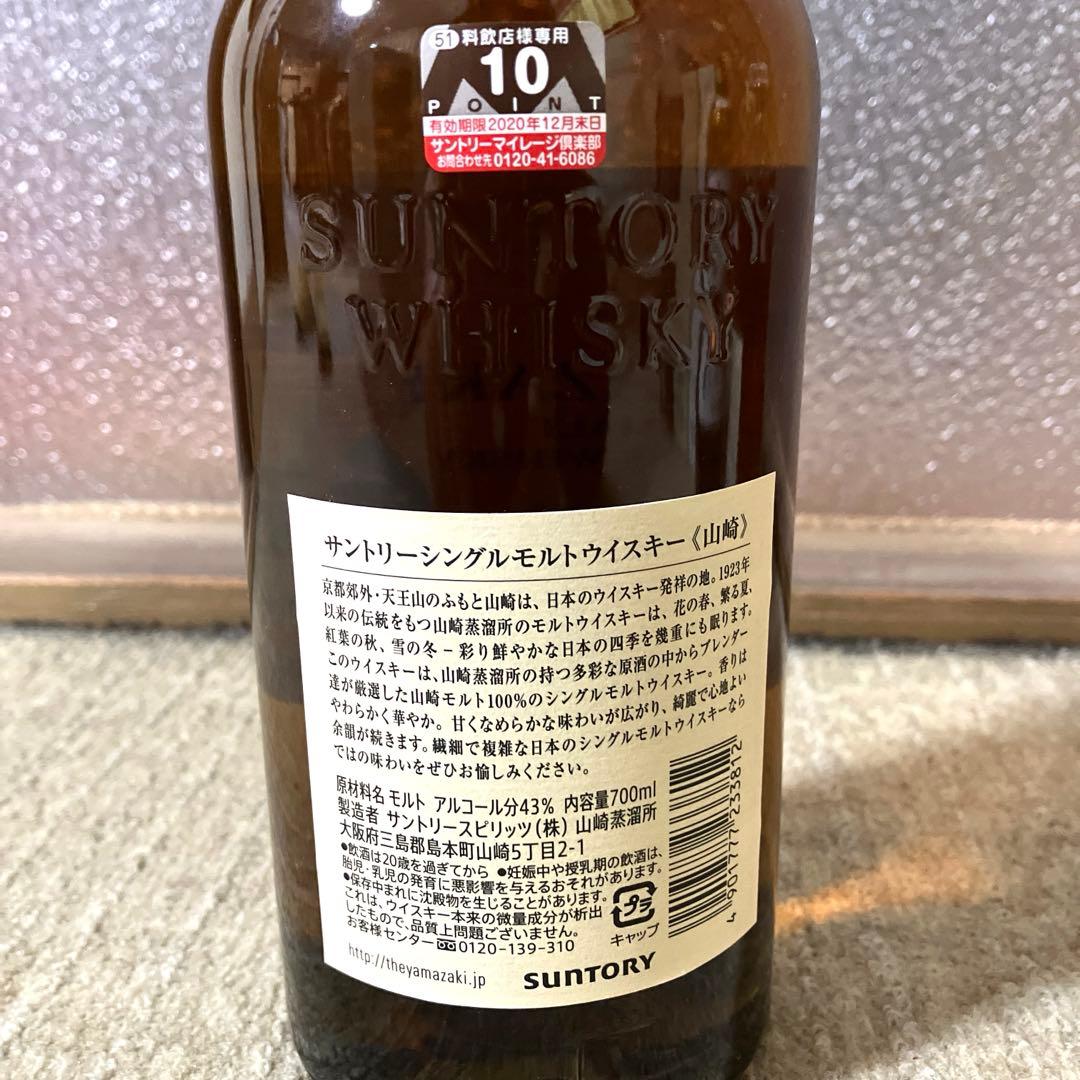 51 料飲店様専用
10
POINT
有効期限2020年12月末日
サントリーマイレージ倶楽部
お問合わせ先0120-41-6086
SUNTORY
WHISKY
サントリーシングルモルトウイスキー《山崎》
京都郊外・天王山のふもと山崎は、日本のウイスキー発祥の地。1923年
以来の伝統をもつ山崎蒸溜所のモルトウイスキーは、花の春、繁る夏、
紅葉の秋、雪の冬－彩り鮮やかな日本の四季を幾重にも眠ります。
このウイスキーは、山崎蒸溜所の持つ多彩な原酒の中からブレンダー
達が厳選した山崎モルト100%のシングルモルトウイスキー。香りは
やわらかく華やか。甘くなめらかな味わいが広がり、綺麗で心地よい
余韻が続きます。繊細で複雑な日本のシングルモルトウイスキーなら
ではの味わいをぜひお愉しみください。
原材料名 モルト アルコール分43% 内容量700ml
製造者 サントリースピリッツ(株) 山崎蒸溜所
大阪府三島郡島本町山崎5丁目2-1
●飲酒は20歳を過ぎてから ●妊娠中や授乳期の飲酒は、
胎児・乳児の発育に悪影響を与えるおそれがあります。
●保存中まれに沈殿物を生じることがあります。
これは、ウイスキー本来の微量成分が析出
したもので、品質上問題ございません。
お客様センター 0120-139-310
http://theyamazaki.jp
SUNTORY
プラ
キャップ
4 901777 233812